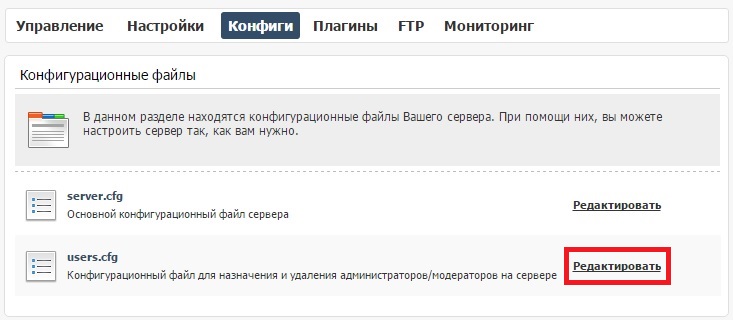 Управление Настройки Конфиги Плагины FTP Мониторинг
Конфигурационные файлы
В данном разделе находятся конфигурационные файлы Вашего сервера. При помощи них, вы можете
настроить сервер так, как вам нужно.
server.cfg
Основной конфигурационный файл сервера
Редактировать
users.cfg
Конфигурационный файл для назначения и удаления администраторов/модераторов на сервере
Редактировать